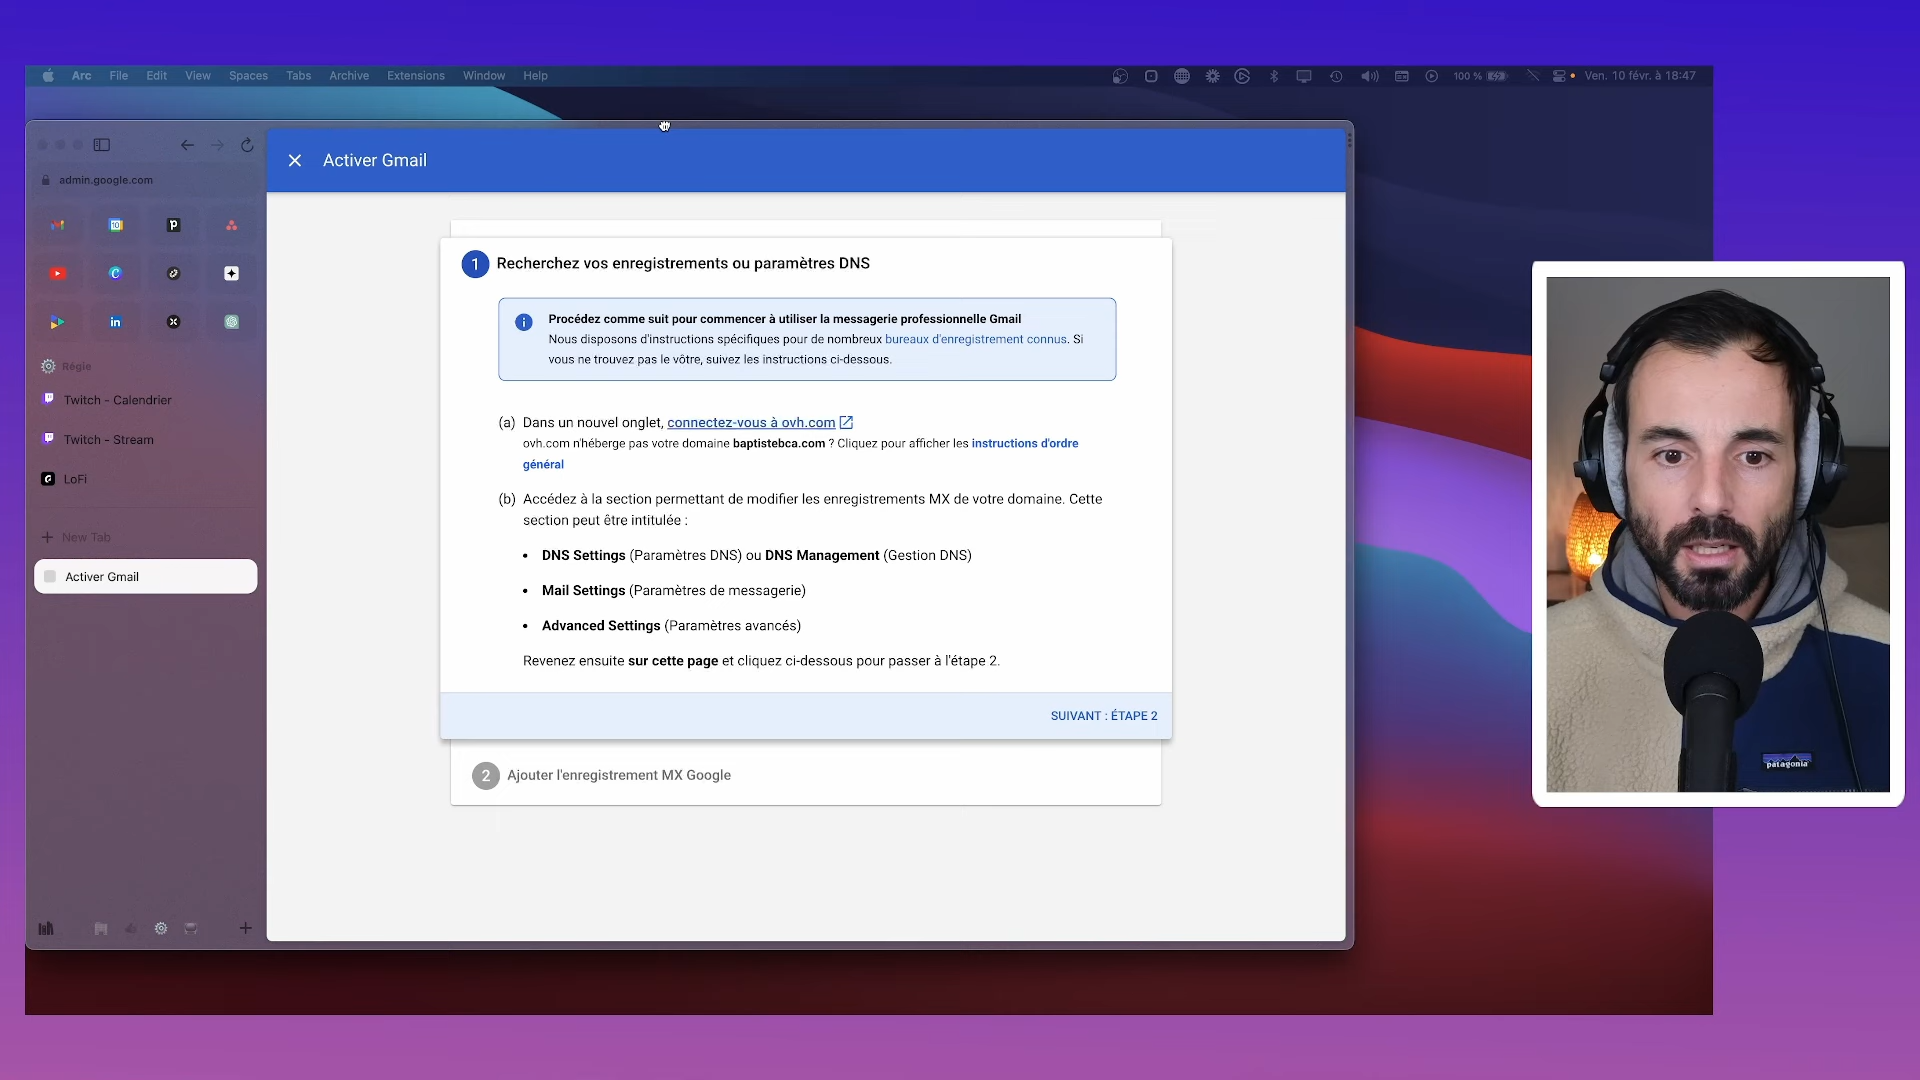 Arc File Edit View Spaces Tabs Archive Extensions Window Help
100 % Ven. 10 févr. à 18:47
Activer Gmail
admin.google.com
Régie
Twitch - Calendrier
Twitch - Stream
LoFi
New Tab
Activer Gmail
1 Recherchez vos enregistrements ou paramètres DNS
Procédez comme suit pour commencer à utiliser la messagerie professionnelle Gmail
Nous disposons d'instructions spécifiques pour de nombreux bureaux d'enregistrement connus. Si
vous ne trouvez pas le vôtre, suivez les instructions ci-dessous.
(a) Dans un nouvel onglet, connectez-vous à ovh.com
ovh.com n'héberge pas votre domaine baptistebca.com ? Cliquez pour afficher les instructions d'ordre
général
(b) Accédez à la section permettant de modifier les enregistrements MX de votre domaine. Cette
section peut être intitulée :
• DNS Settings (Paramètres DNS) ou DNS Management (Gestion DNS)
• Mail Settings (Paramètres de messagerie)
• Advanced Settings (Paramètres avancés)
Revenez ensuite sur cette page et cliquez ci-dessous pour passer à l'étape 2.
SUIVANT : ÉTAPE 2
2 Ajouter l'enregistrement MX Google
patagonia